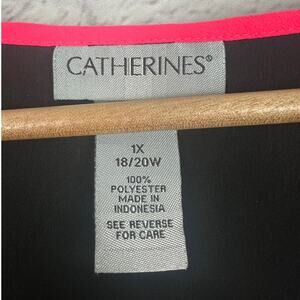 CATHERINES®
1X
18/20W
100%
POLYESTER
MADE IN
INDONESIA
SEE REVERSE
FOR CARE